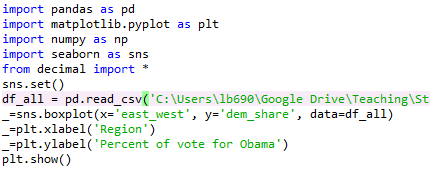 import pandas as pd
import matplotlib.pyplot as plt
import numpy as np
import seaborn as sns
from decimal import *
sns.set()
df_all = pd.read_csv('C:\Users\lb690\Google Drive\Teaching\St
_=sns.boxplot(x='east_west', y='dem_share', data=df_all)
_=plt.xlabel('Region')
_=plt.ylabel('Percent of vote for Obama')
plt.show()